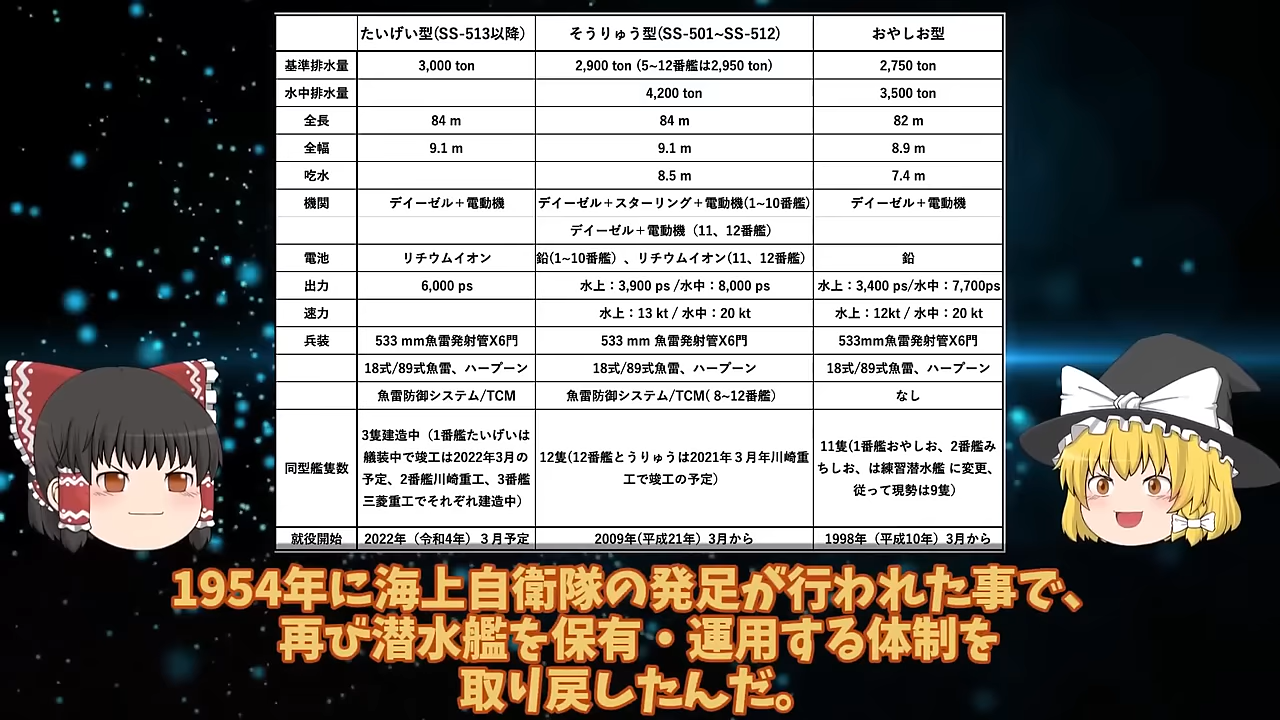 たいげい型(SS-513以降) そうりゅう型(SS-501~SS-512) おやしお型
基準排水量 3,000 ton 2,900 ton (5~12番艦は2,950 ton) 2,750 ton
水中排水量 4,200 ton 3,500 ton
全長 84 m 84 m 82 m
全幅 9.1 m 9.1 m 8.9 m
吃水 8.5 m 7.4 m
機関 デイーゼル＋電動機 デイーゼル＋スターリング＋電動機(1~10番艦) デイーゼル＋電動機
デイーゼル＋電動機（11、12番艦）
電池 リチウムイオン 鉛(1~10番艦）、リチウムイオン(11、12番艦） 鉛
出力 6,000 ps 水上：3,900 ps /水中：8,000 ps 水上：3,400 ps/水中：7,700ps
速力 水上：13 kt / 水中：20 kt 水上：12kt / 水中：20 kt
兵装 533 mm魚雷発射管X6門 533 mm 魚雷発射管X6門 533mm魚雷発射管X6門
18式/89式魚雷、ハープーン 18式/89式魚雷、ハープーン 18式/89式魚雷、ハープーン
魚雷防御システム/TCM 魚雷防御システム/TCM( 8~12番艦） なし
同型艦隻数
3隻建造中（1番艦たいげいは
艤装中で竣工は2022年3月の
予定、2番艦川崎重工、3番艦
三菱重工でそれぞれ建造中）
12隻(12番艦とうりゅうは2021年３月年川崎重
工で竣工の予定）
11隻(1番艦おやしお、2番艦み
ちしお、は練習潜水艦 に変更、
従って現勢は9隻）
就役開始 2022年（令和4年）３月予定 2009年(平成21年）3月から 1998年（平成10年）3月から
1954年に海上自衛隊の発足が行われた事で、
再び潜水艦を保有・運用する体制を
取り戻したんだ。